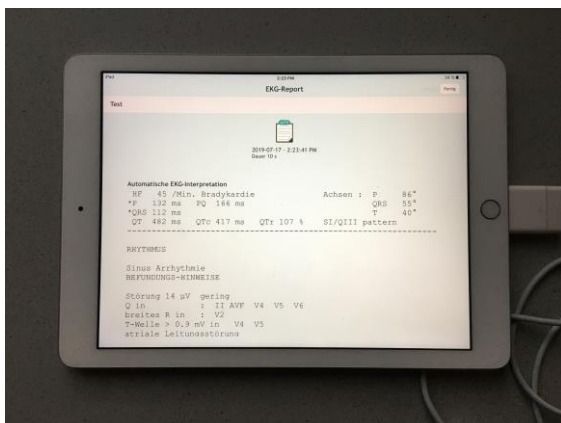 iPad 2:23 PM
EKG-Report
Fertig
Test
2019-07-17 - 2:23:41 PM
Dauer 10 s
Automatische EKG-Interpretation
HF 45 /Min. Bradykardie Achsen : P 86°
*P 132 ms PQ 166 ms QRS 55°
*QRS 112 ms T 40°
QT 482 ms QTc 417 ms QTr 107 % SI/QIII pattern
RHYTHMUS
Sinus Arrhythmie
BEFUNDUNGS-HINWEISE
Störung 14 µV gering
Q in : II AVF V4 V5 V6
breites R in : V2
T-Welle > 0.9 mV in V4 V5
atriale Leitungsstörung